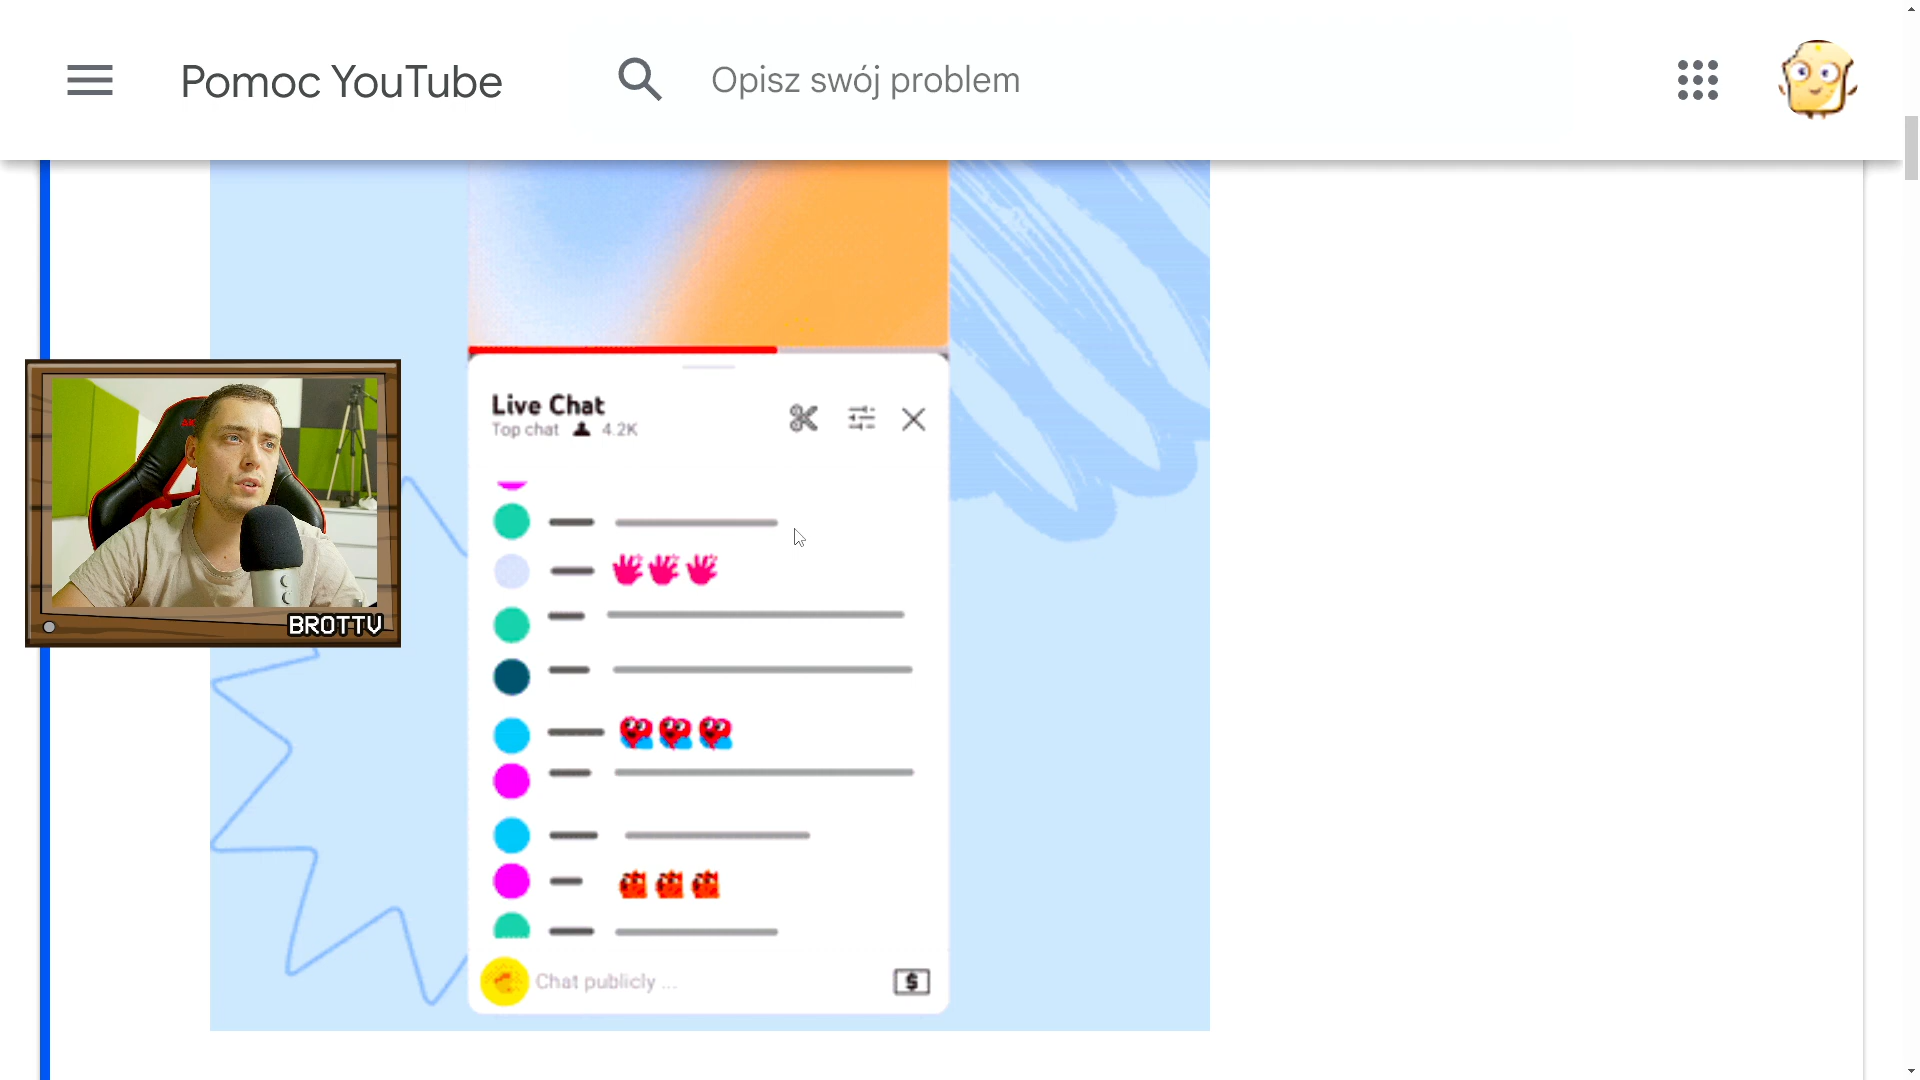 Pomoc YouTube
Opisz swój problem
Live Chat
Top chat 4.2K
BROTTV
Chat publicly ...
$